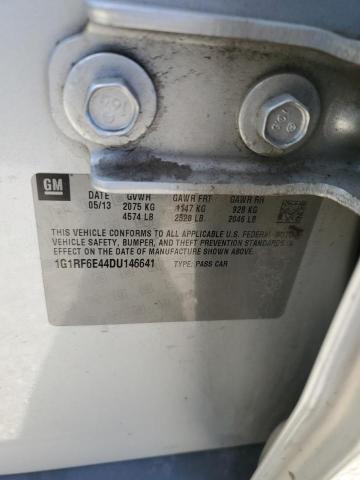 GM
DATE GVWR GAWR FRT GAWR RR
05/13 2075 KG 1147 KG 928 KG
4574 LB 2528 LB 2046 LB
THIS VEHICLE CONFORMS TO ALL APPLICABLE U.S. FEDERAL MOTOR
VEHICLE SAFETY, BUMPER, AND THEFT PREVENTION STANDARDS IN
EFFECT ON THE DATE OF MANUFACTURE SHOWN ABOVE.
1G1RF6E44DU146641 TYPE: PASS CAR